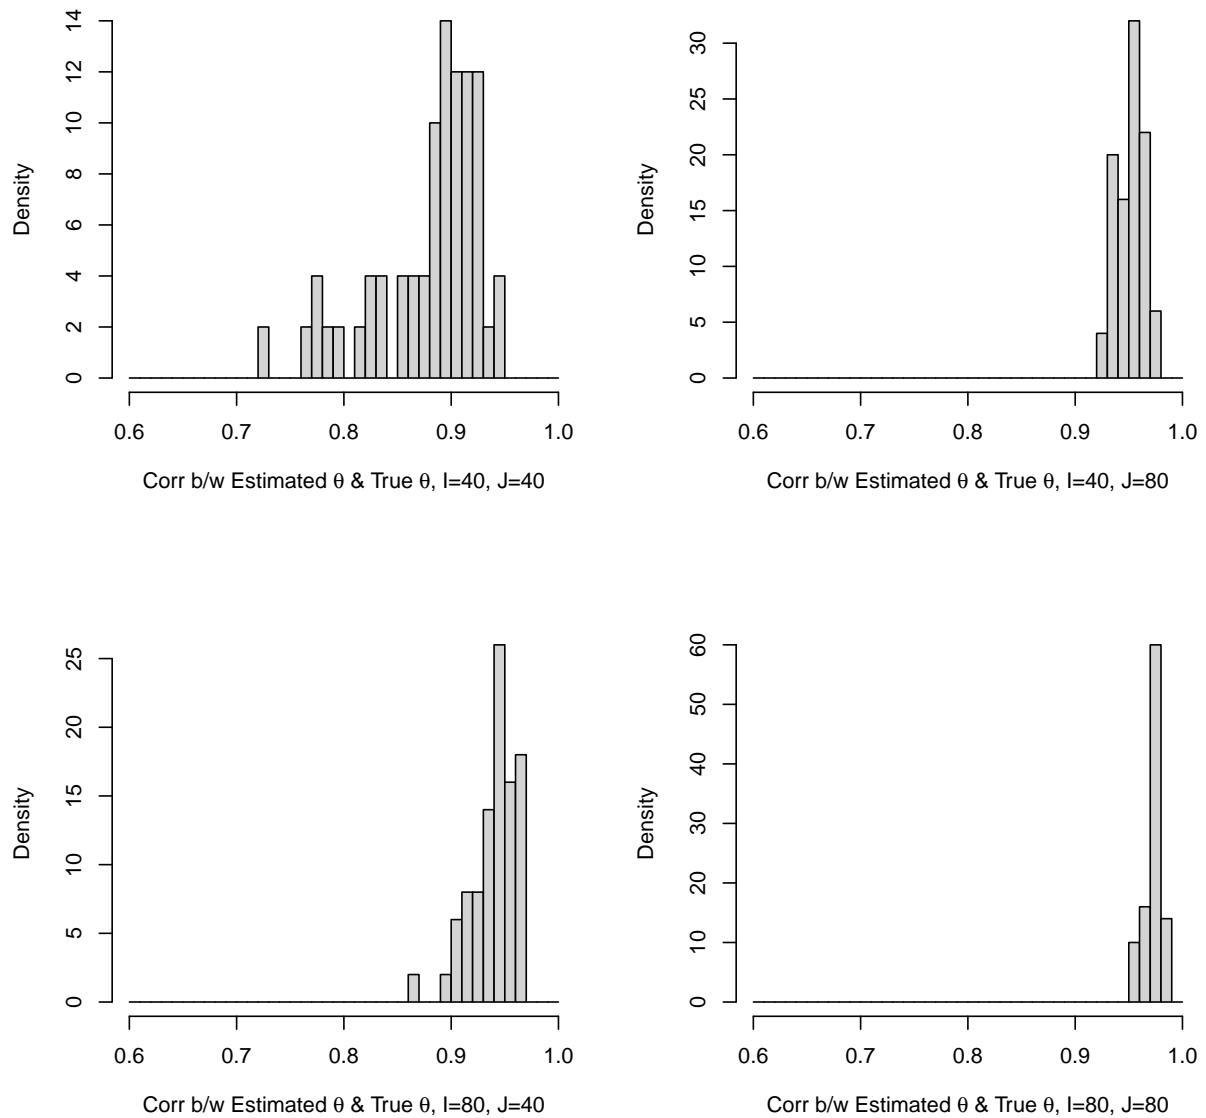 Density
14
12
10
8
6
4
2
0
0.6 0.7 0.8 0.9 1.0
Corr b/w Estimated θ & True θ, I=40, J=40
Density
30
25
20
15
10
5
0
0.6 0.7 0.8 0.9 1.0
Corr b/w Estimated θ & True θ, I=40, J=80
Density
25
20
15
10
5
0
0.6 0.7 0.8 0.9 1.0
Corr b/w Estimated θ & True θ, I=80, J=40
Density
60
50
40
30
20
10
0
0.6 0.7 0.8 0.9 1.0
Corr b/w Estimated θ & True θ, I=80, J=80